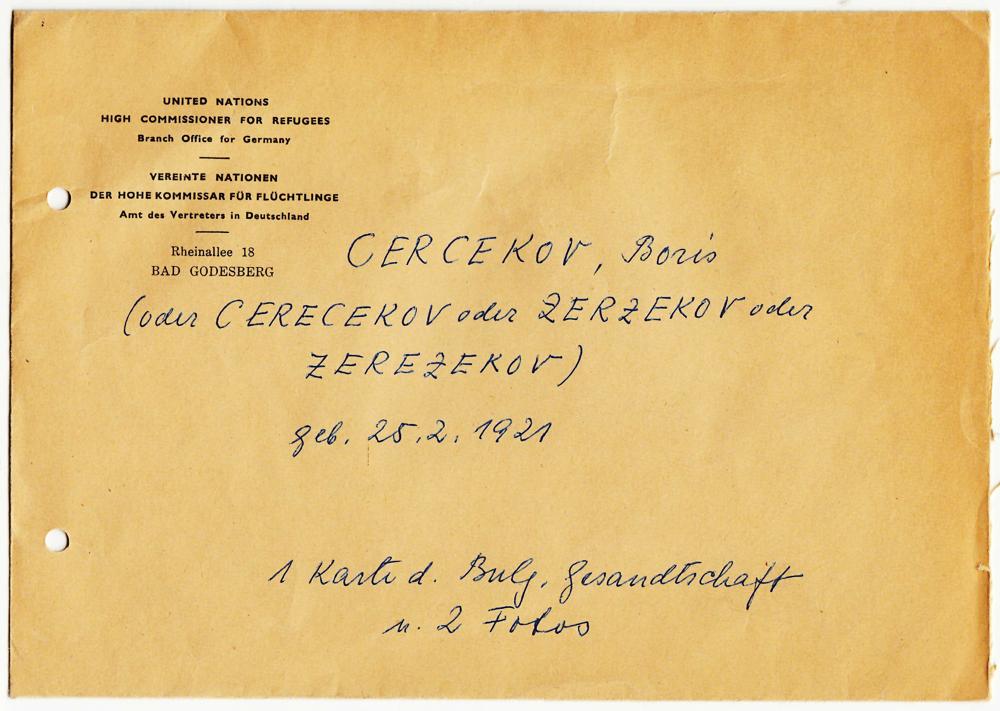 UNITED NATIONS
HIGH COMMISSIONER FOR REFUGEES
Branch Office for Germany
VEREINTE NATIONEN
DER HOHE KOMMISSAR FÜR FLÜCHTLINGE
Amt des Vertreters in Deutschland
Rheinallee 18
BAD GODESBERG
CERCEKOV, Boris
(oder CERECEKOV oder ZERZEKOV oder
ZEREZEKOV)
geb. 25.2.1921
1 Karte d. Bulg. Gesandtschaft
u. 2 Fotos